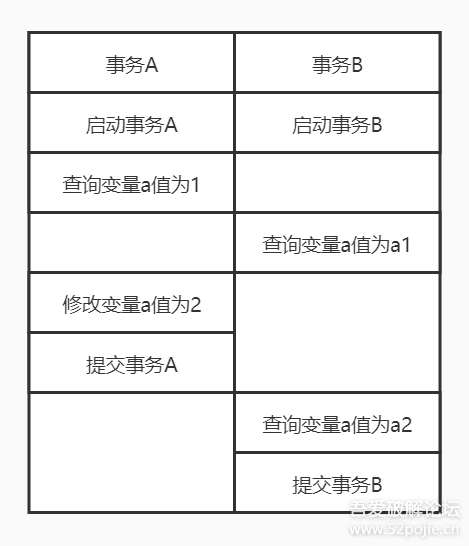 事务A 事务B
启动事务A 启动事务B
查询变量a值为1
查询变量a值为a1
修改变量a值为2
提交事务A
查询变量a值为a2
提交事务B
吾爱破解论坛
www.52pojie.cn